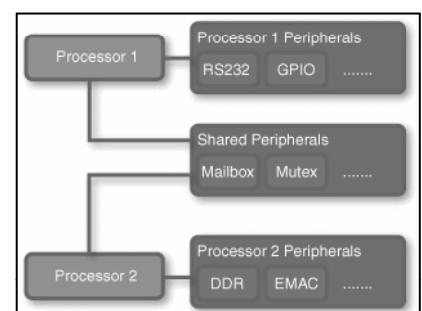 Processor 1
Processor 1 Peripherals
RS232 GPIO .......
Shared Peripherals
Mailbox Mutex .......
Processor 2
Processor 2 Peripherals
DDR EMAC .......